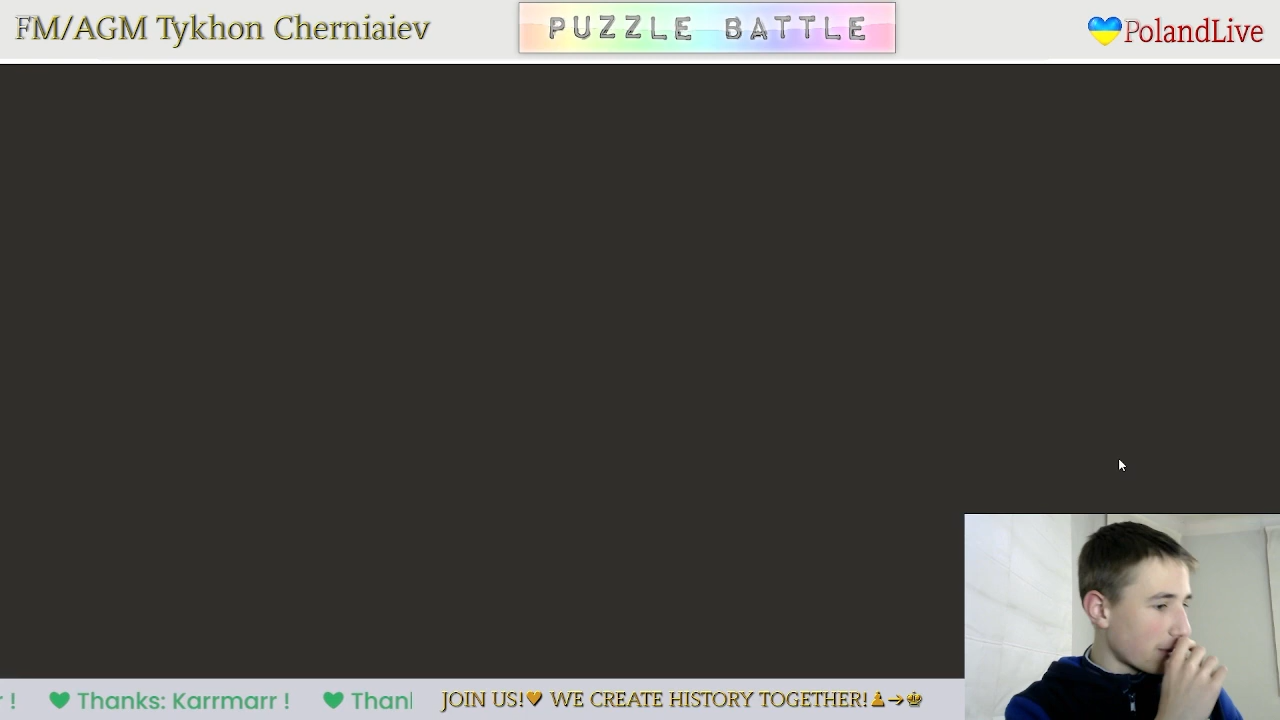 FM/AGM Tykhon Cherniaiev
PUZZLE BATTLE
PolandLive
! Thanks: Karrmarr !
JOIN US! WE CREATE HISTORY TOGETHER!